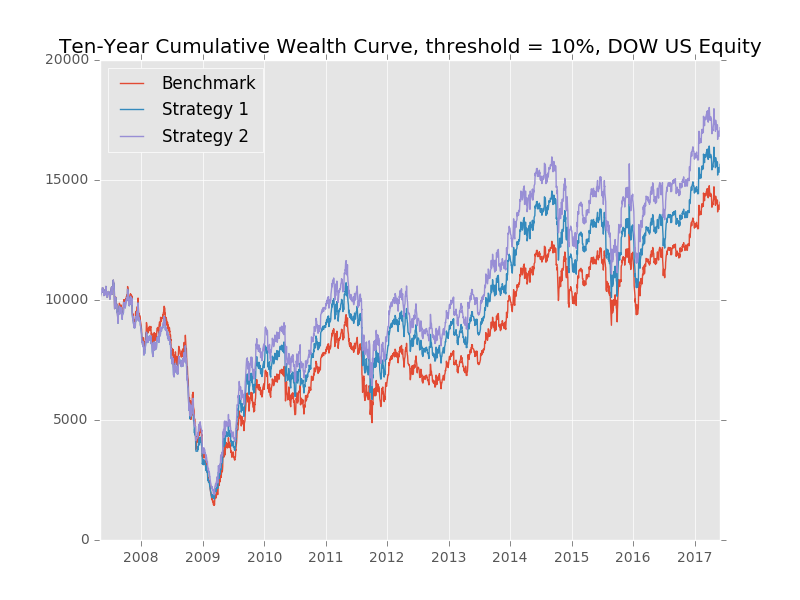 Ten-Year Cumulative Wealth Curve, threshold = 10%, DOW US Equity
20000
Benchmark
Strategy 1
Strategy 2
15000
10000
5000
0
2008 2009 2010 2011 2012 2013 2014 2015 2016 2017